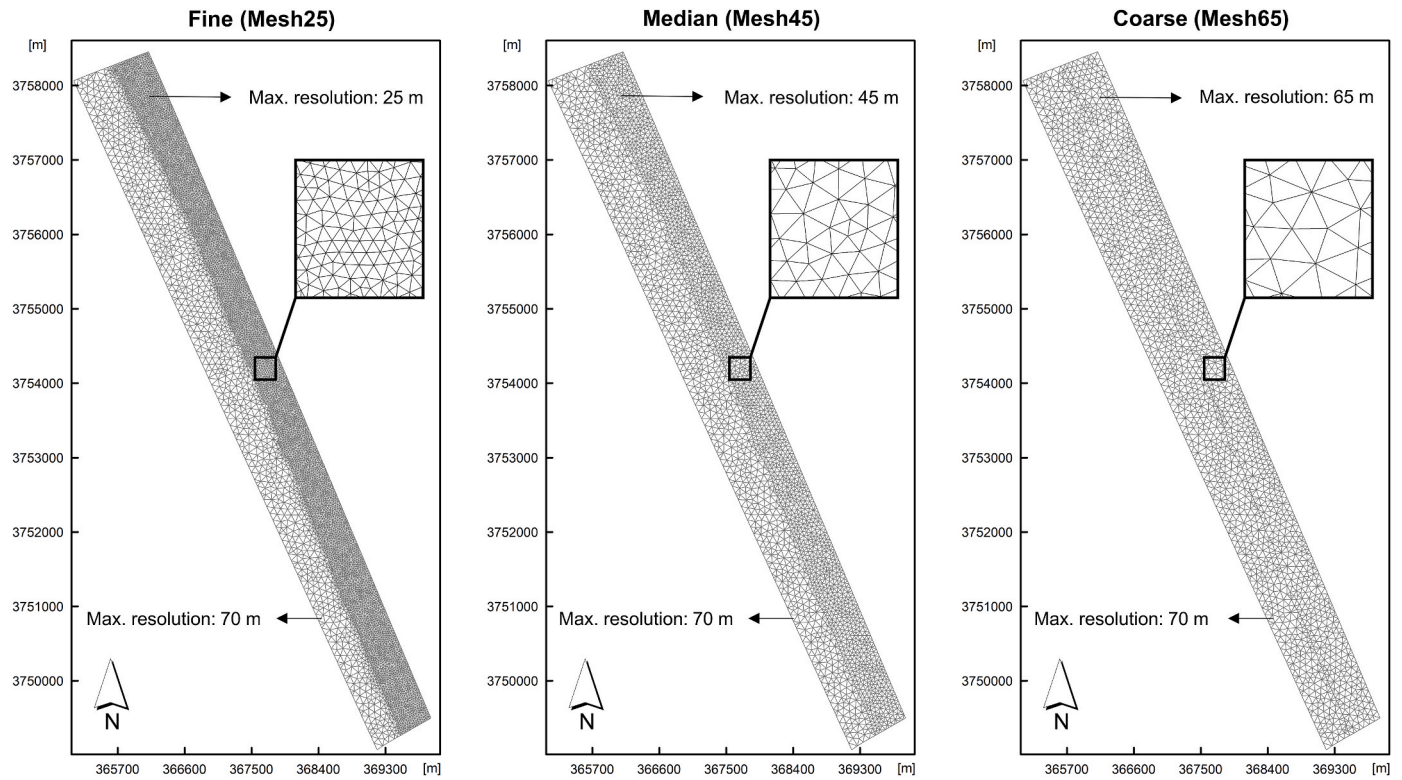 Fine (Mesh25)
[m]
3758000
3757000
3756000
3755000
3754000
3753000
3752000
3751000
3750000
Max. resolution: 25 m
Max. resolution: 70 m
N
365700 366600 367500 368400 369300 [m]
Median (Mesh45)
[m]
3758000
3757000
3756000
3755000
3754000
3753000
3752000
3751000
3750000
Max. resolution: 45 m
Max. resolution: 70 m
N
365700 366600 367500 368400 369300 [m]
Coarse (Mesh65)
[m]
3758000
3757000
3756000
3755000
3754000
3753000
3752000
3751000
3750000
Max. resolution: 65 m
Max. resolution: 70 m
N
365700 366600 367500 368400 369300 [m]